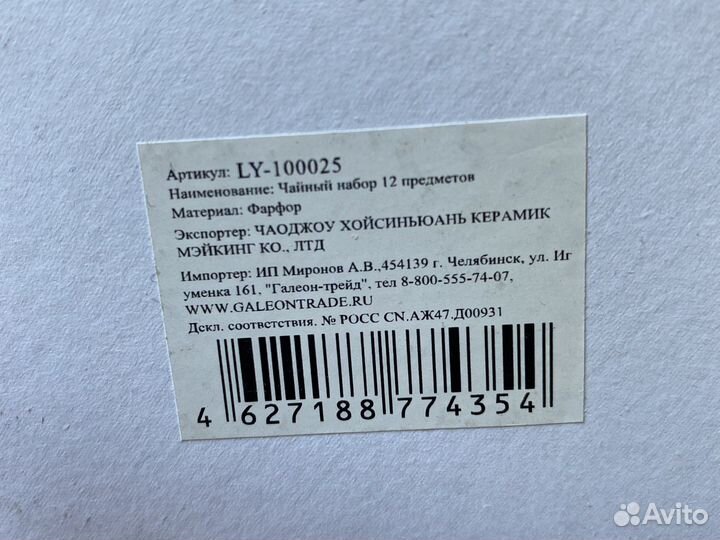 Артикул: LY-100025
Наименование: Чайный набор 12 предметов
Материал: Фарфор
Экспортер: ЧАОДЖОУ ХОЙСИНЬЮАНЬ КЕРАМИК
МЭЙКИНГ КО., ЛТД
Импортер: ИП Миронов А.В.,454139 г. Челябинск, ул. Иг
уменка 161, "Галеон-трейд", тел 8-800-555-74-07,
WWW.GALEONTRADE.RU
Дскл. соответствия. № РОСС CN.АЖ47.Д00931
4 627188 774354
Avito